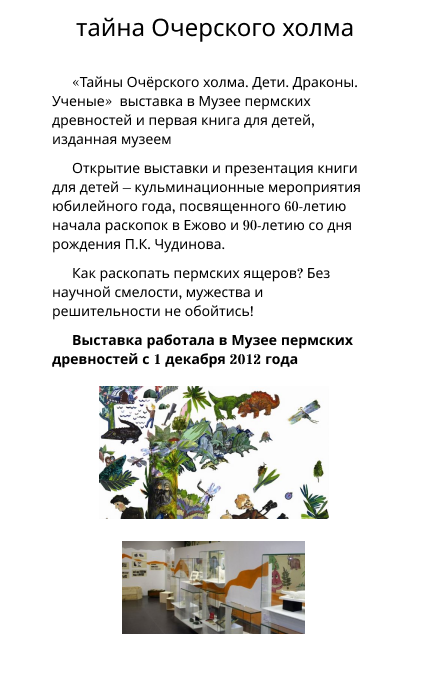 тайна Очерского холма
«Тайны Очёрского холма. Дети. Драконы.
Ученые» выставка в Музее пермских
древностей и первая книга для детей,
изданная музеем
Открытие выставки и презентация книги
для детей – кульминационные мероприятия
юбилейного года, посвященного 60-летию
начала раскопок в Ежово и 90-летию со дня
рождения П.К. Чудинова.
Как раскопать пермских ящеров? Без
научной смелости, мужества и
решительности не обойтись!
Выставка работала в Музее пермских
древностей с 1 декабря 2012 года